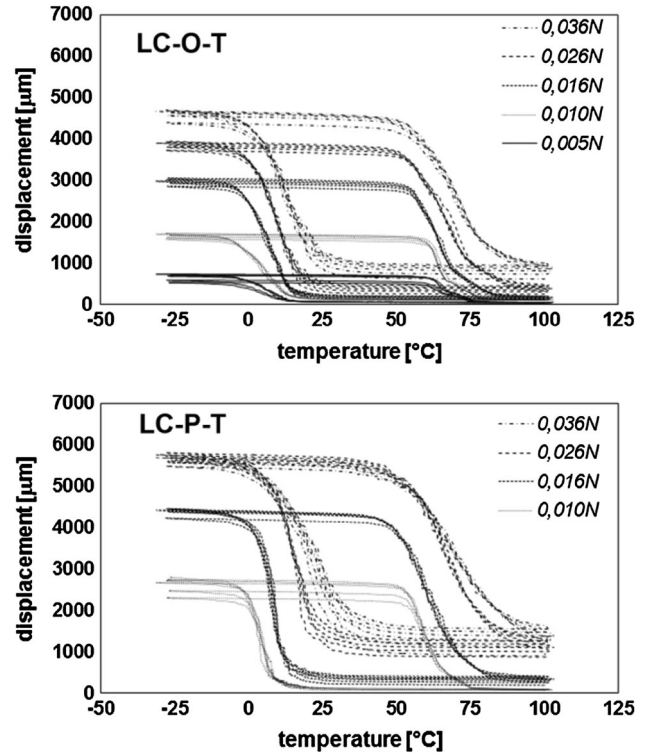 7000
LC-O-T
0,036N
6000
0,026N
0,016N
5000
0,010N
4000
0,005N
3000
2000
1000
0
displacement [µm]
-50 -25 0 25 50 75 100 125
temperature [°C]
7000
LC-P-T
0,036N
6000
0,026N
0,016N
5000
0,010N
4000
3000
2000
1000
0
displacement [µm]
-50 -25 0 25 50 75 100 125
temperature [°C]